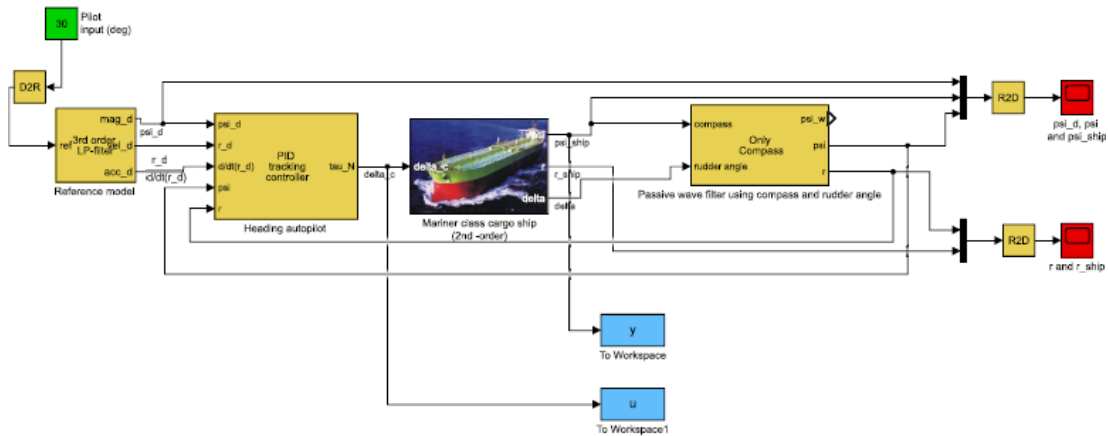 30
Pilot
input (deg)
D2R
mag_d
psi_d
ref
3rd order
LP-filter
vel_d
acc_d
r_d
d/dt(r_d)
Reference model
psi_d
r_d
d/dt(r_d)
psi
r
PID
tracking
controller
tau_N
Heading autopilot
delta_c
delta_c
psi_ship
r
r_ship
delta
delta
Mariner class cargo ship
(2nd -order)
compass
rudder angle
Only
Compass
psi_w
psi
r
Passive wave filter using compass and rudder angle
R2D
psi_d, psi
and psi_ship
R2D
r and r_ship
y
To Workspace
u
To Workspace1